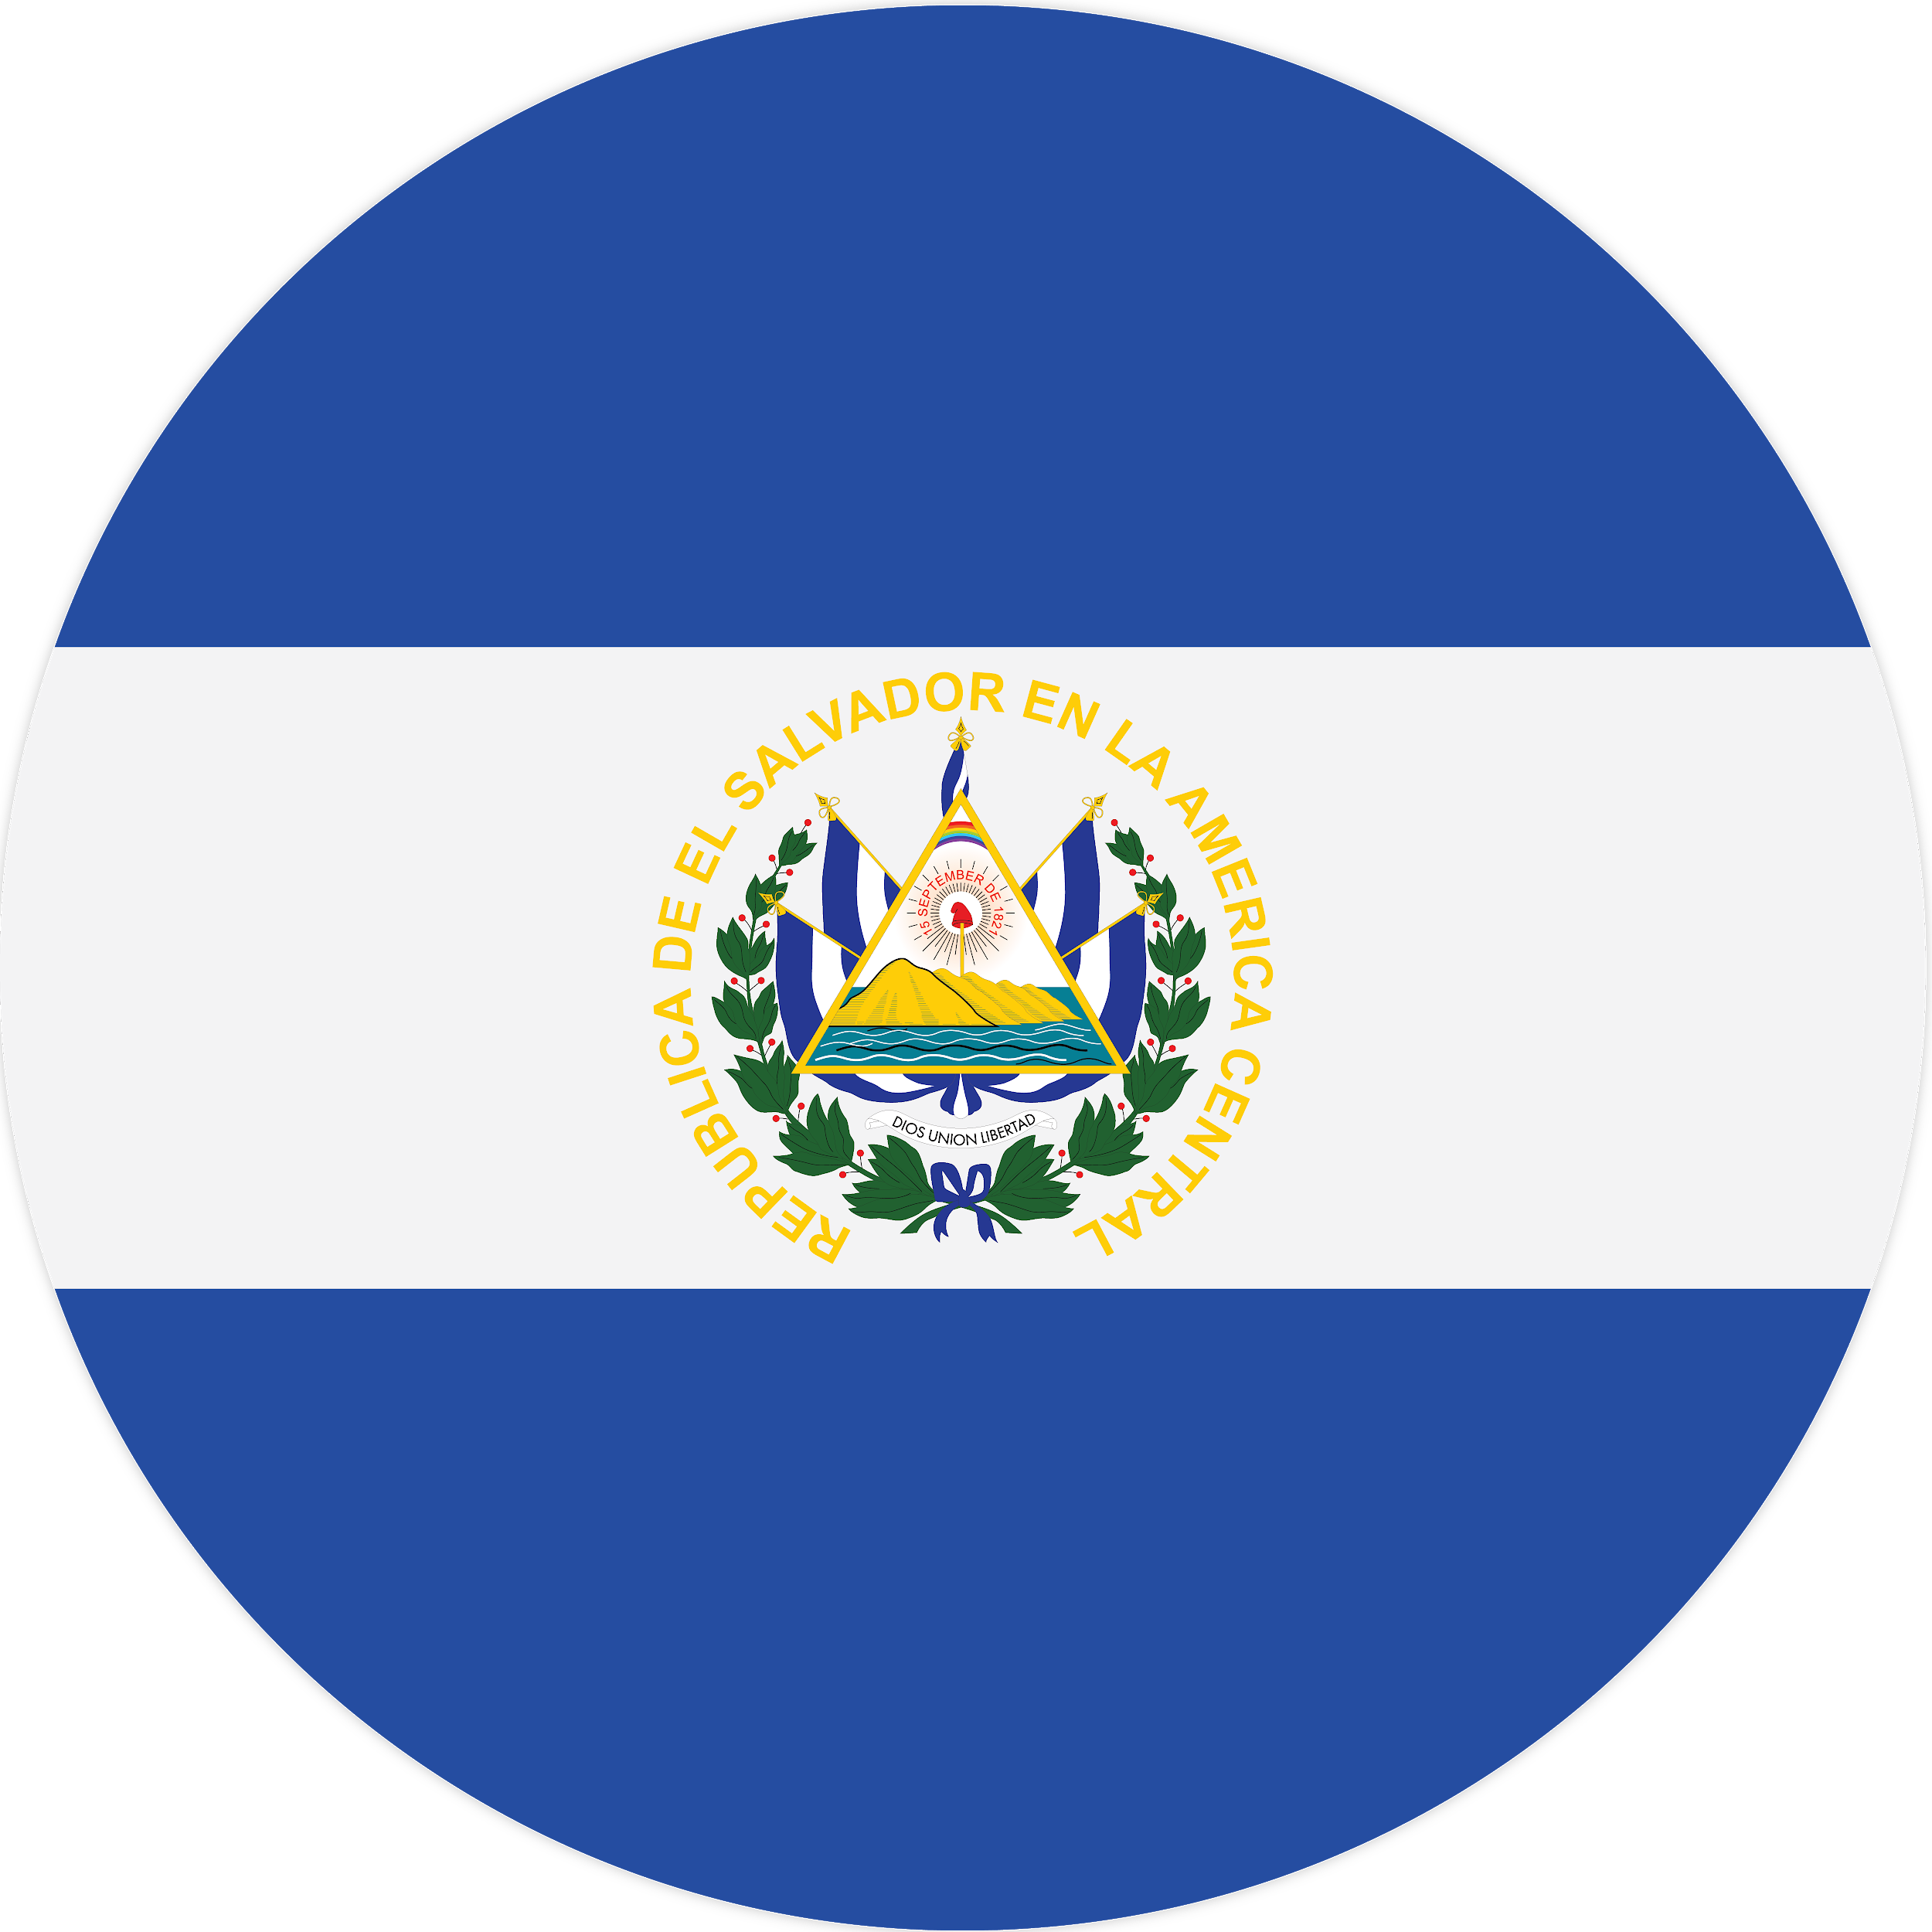 REPUBLICA DE EL SALVADOR EN LA AMERICA CENTRAL
15 SEPTEMBER DE 1821
DIOS UNION LIBERTAD